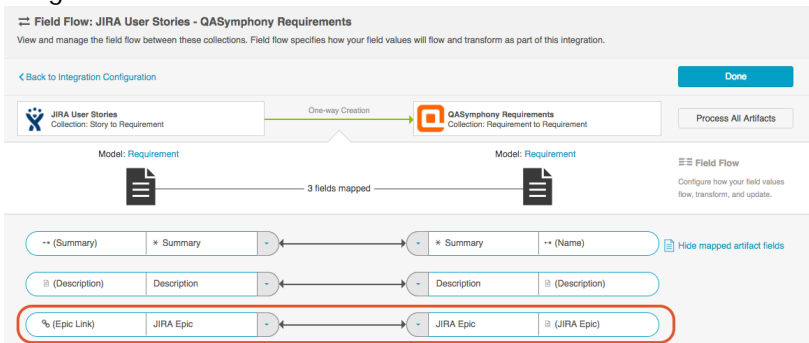 Field Flow: JIRA User Stories - QASymphony Requirements
View and manage the field flow between these collections. Field flow specifies how your field values will flow and transform as part of this integration.
Back to Integration Configuration
Done
JIRA User Stories
Collection: Story to Requirement
One-way Creation
QASymphony Requirements
Collection: Requirement to Requirement
Process All Artifacts
Model: Requirement
Model: Requirement
3 fields mapped
Field Flow
Configure how your field values
flow, transform, and update.
(Summary) * Summary * Summary (Name)
Hide mapped artifact fields
(Description) Description Description (Description)
(Epic Link) JIRA Epic JIRA Epic (JIRA Epic)